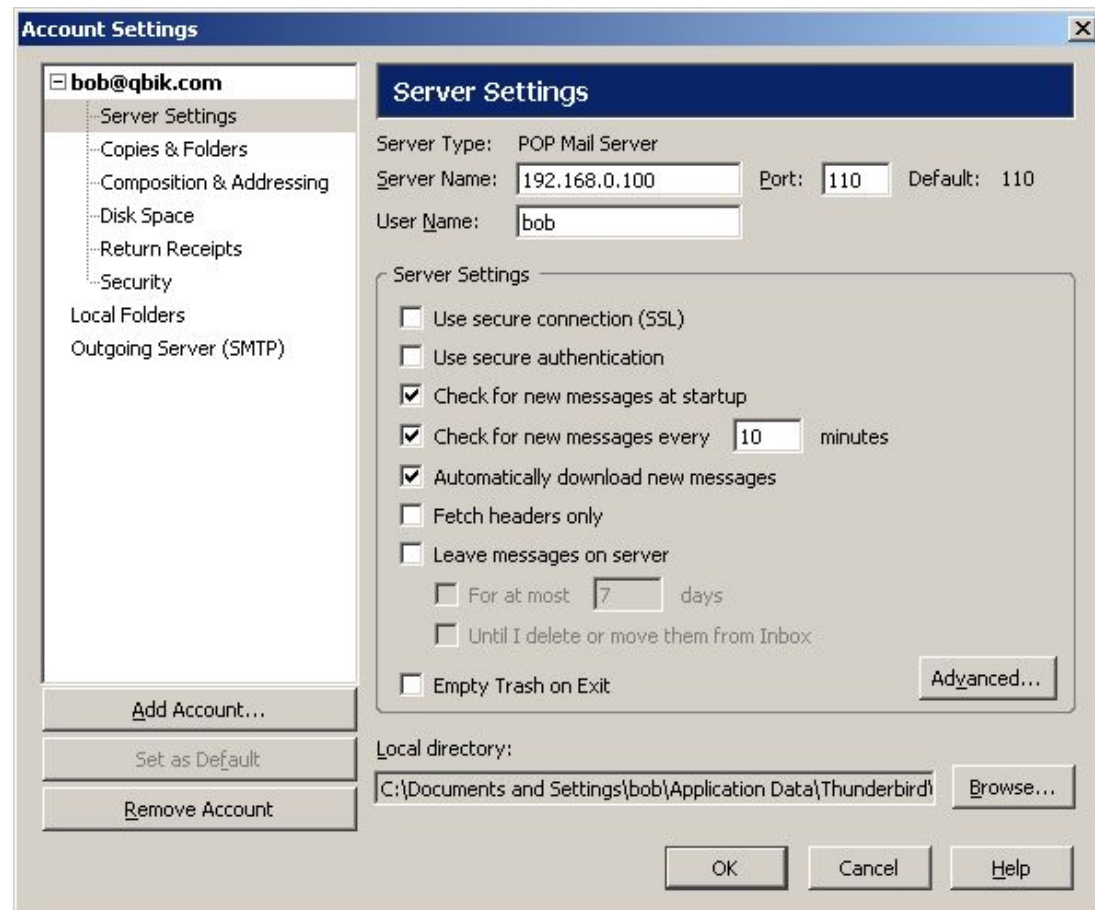 Account Settings
bob@qbik.com
Server Settings
Copies & Folders
Composition & Addressing
Disk Space
Return Receipts
Security
Local Folders
Outgoing Server (SMTP)
Add Account...
Set as Default
Remove Account
Server Settings
Server Type: POP Mail Server
Server Name: 192.168.0.100 Port: 110 Default: 110
User Name: bob
Server Settings
Use secure connection (SSL)
Use secure authentication
Check for new messages at startup
Check for new messages every 10 minutes
Automatically download new messages
Fetch headers only
Leave messages on server
For at most 7 days
Until I delete or move them from Inbox
Empty Trash on Exit Advanced...
Local directory:
C:\Documents and Settings\bob\Application Data\Thunderbird\ Browse...
OK Cancel Help